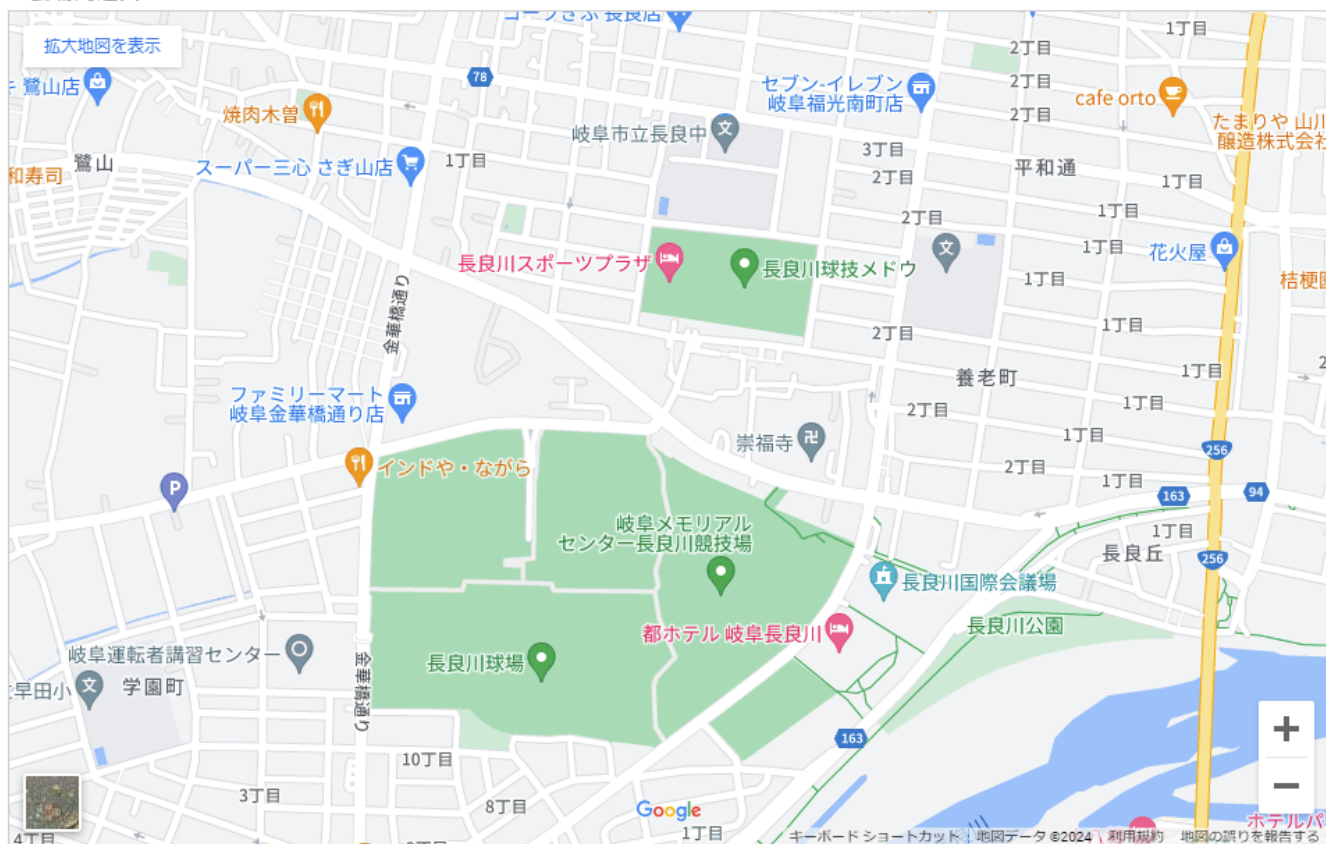 拡大地図を表示
コープぎふ 長良店
1丁目
2丁目
78
セブン-イレブン
岐阜福光南町店
2丁目
キ 鷺山店
cafe orto
焼肉木曽
2丁目
岐阜市立長良中
たまりや 山川
醸造株式会社
鷺山
スーパー三心 さぎ山店
1丁目
3丁目
平和通
和寿司
2丁目
1丁目
2丁目
1丁目
1丁目
花火屋
長良川スポーツプラザ
長良川球技メドウ
1丁目
桔梗
金華橋通り
2丁目
1丁目
養老町
1丁目
ファミリーマート
岐阜金華橋通り店
2丁目
1丁目
崇福寺
1丁目
256
インドや・ながら
2丁目
1丁目
P
163
94
岐阜メモリアル
センター長良川競技場
1丁目
長良丘
256
長良川国際会議場
長良川公園
都ホテル 岐阜長良川
岐阜運転者講習センター
長良川球場
金華橋通り
早田小
学園町
163
10丁目
3丁目
8丁目
Google
1丁目
4丁目
ホテルパ
キーボード ショートカット
地図データ ©2024
利用規約
地図の誤りを報告する